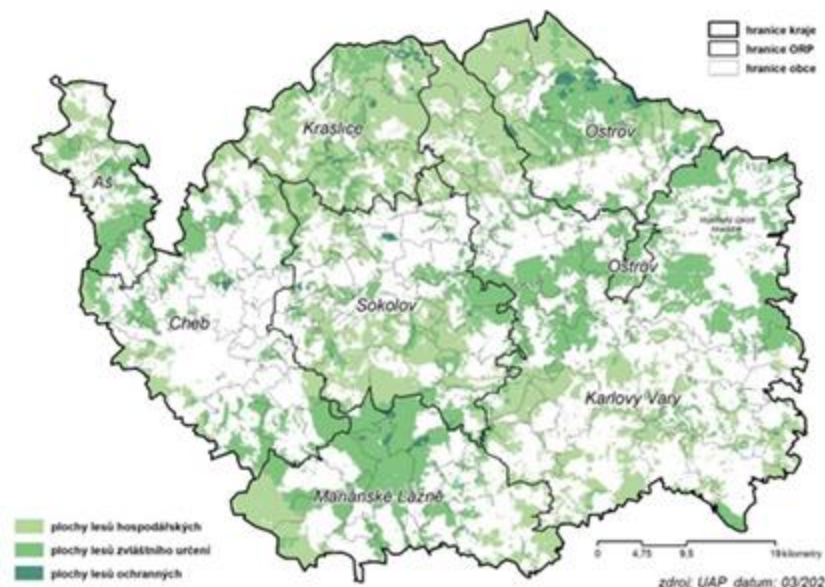 hranice kraje
hranice ORP
hranice obce
Kraslice
Ostrov
Aš
Ostrov
Sokolov
Cheb
Karlovy Vary
Mariánské Lázně
plochy lesů hospodářských
plochy lesů zvláštního určení
plochy lesů ochranných
0 4,75 9,5 19 kilometry
zdroj: UAP datum: 03/202